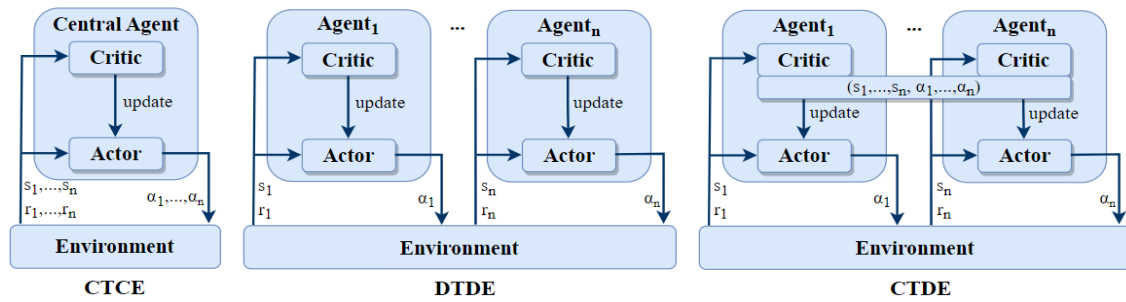 Central Agent
Critic
update
Actor
s₁,...,sₙ
r₁,...,rₙ
α₁,...,αₙ
Environment
CTCE
Agent₁
...
Agentₙ
Critic
Critic
update
update
Actor
Actor
s₁
r₁
α₁
sₙ
rₙ
αₙ
Environment
DTDE
Agent₁
...
Agentₙ
Critic
Critic
(s₁,...,sₙ, α₁,...,αₙ)
update
update
Actor
Actor
s₁
r₁
α₁
sₙ
rₙ
αₙ
Environment
CTDE